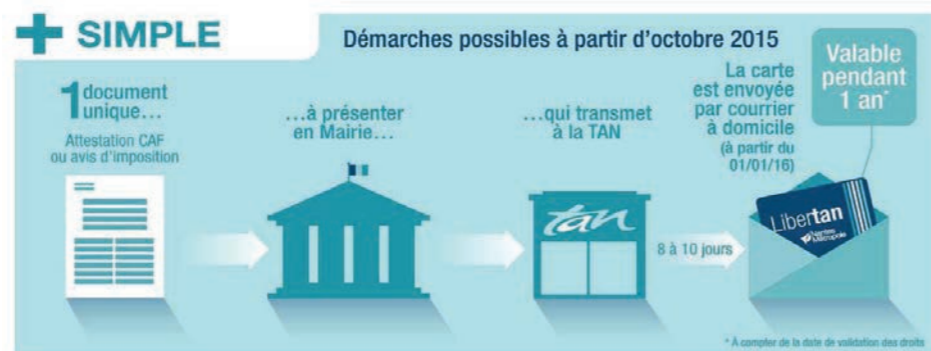 + SIMPLE
Démarches possibles à partir d'octobre 2015
1 document
unique...
Attestation CAF
ou avis d'imposition
...à présenter
en Mairie...
...qui transmet
à la TAN
La carte
est envoyée
par courrier
à domicile
(à partir du
01/01/16)
Valable
pendant
1 an*
tan
8 à 10 jours
Libertan
Nantes
Métropole
* À compter de la date de validation des droits